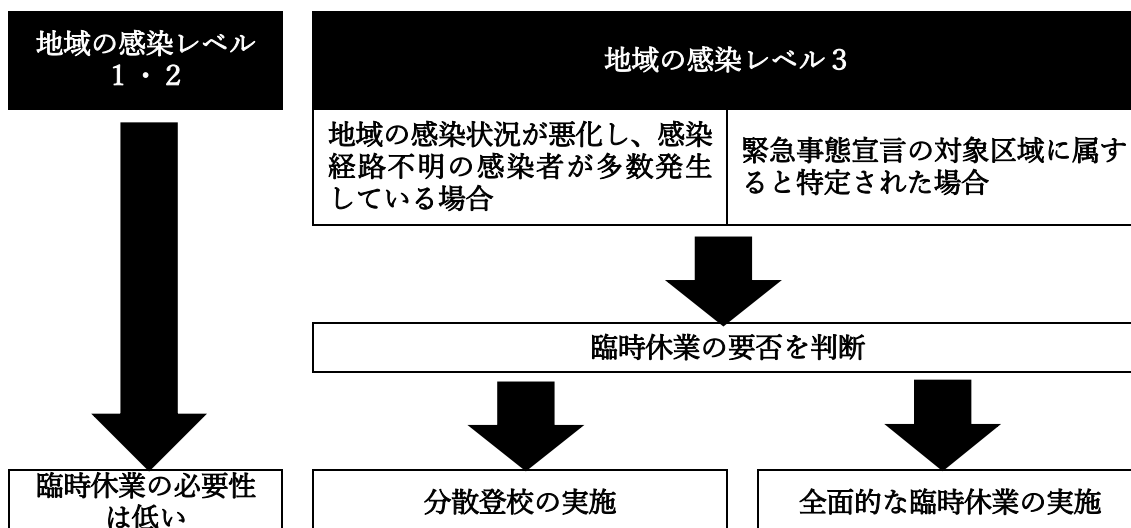 地域の感染レベル
１・２
地域の感染レベル３
地域の感染状況が悪化し、感染
経路不明の感染者が多数発生
している場合
緊急事態宣言の対象区域に属す
ると特定された場合
臨時休業の要否を判断
臨時休業の必要性
は低い
分散登校の実施
全面的な臨時休業の実施